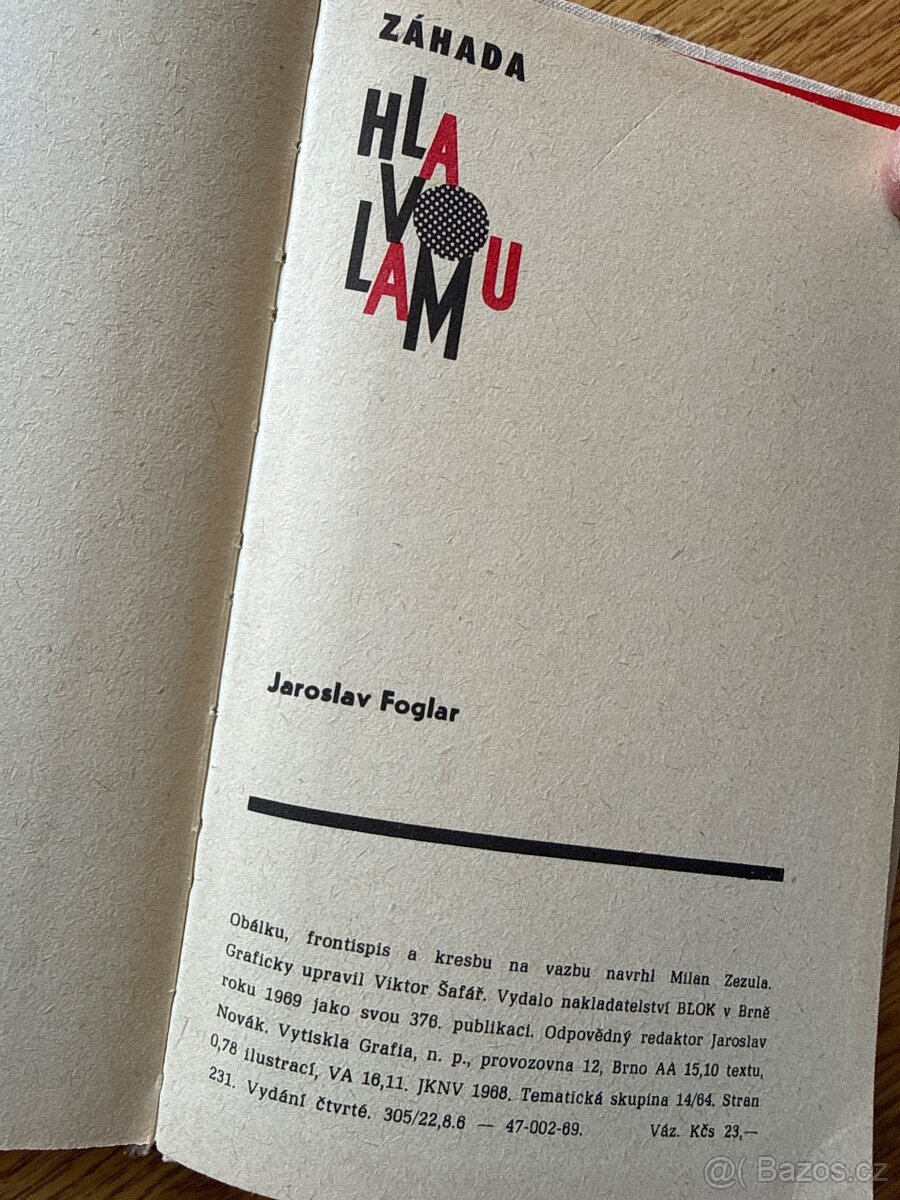 ZÁHADA
HLA
VO
LAMU
Jaroslav Foglar
Obálku, frontispis a kresbu na vazbu navrhl Milan Zezula.
Graficky upravil Viktor Šafář. Vydalo nakladatelství BLOK v Brně
roku 1969 jako svou 376. publikaci. Odpovědný redaktor Jaroslav
Novák. Vytiskla Grafia, n. p., provozovna 12, Brno AA 15,10 textu,
0,78 ilustrací, VA 16,11. JKNV 1968. Tematická skupina 14/64. Stran
231. Vydání čtvrté. 305/22,8.6 — 47-002-69. Váz. Kčs 23,—
@( Bazos.cz